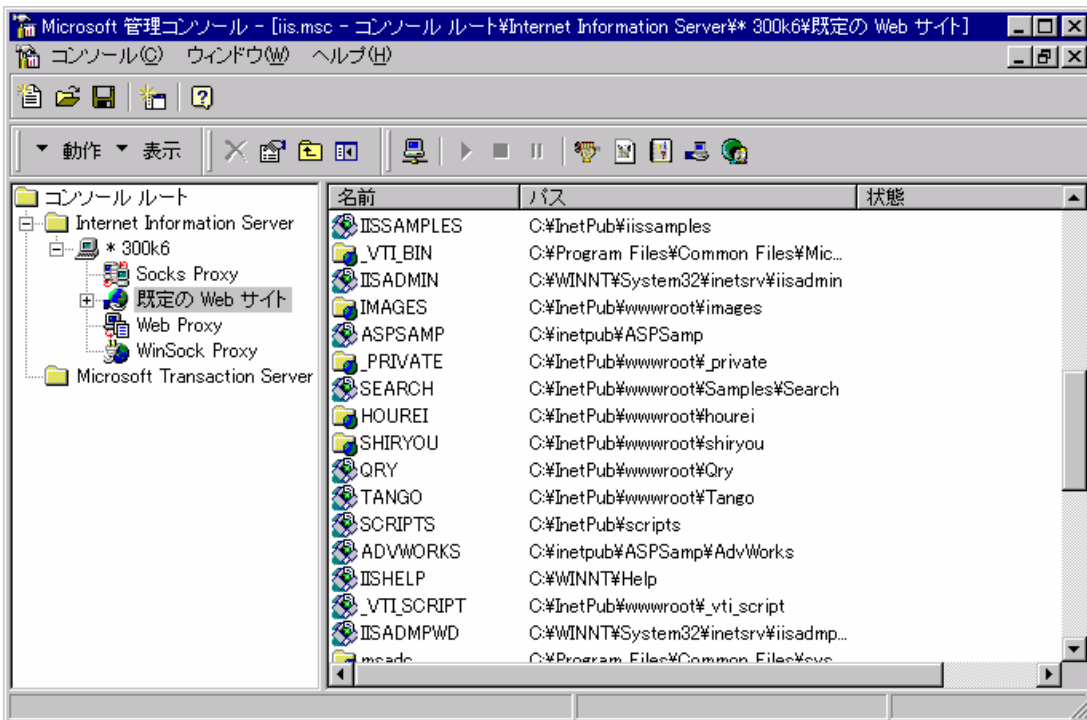 Microsoft 管理コンソール - [iis.msc - コンソール ルート¥Internet Information Server¥* 300k6¥既定の Web サイト]
コンソール(C) ウィンドウ(W) ヘルプ(H)
動作 表示
コンソール ルート
Internet Information Server
* 300k6
Socks Proxy
既定の Web サイト
Web Proxy
WinSock Proxy
Microsoft Transaction Server
名前 パス 状態
IISSAMPLES C:¥InetPub¥iissamples
_VTI_BIN C:¥Program Files¥Common Files¥Mic...
IISADMIN C:¥WINNT¥System32¥inetsrv¥iisadmin
IMAGES C:¥InetPub¥wwwroot¥images
ASPSAMP C:¥inetpub¥ASPSamp
_PRIVATE C:¥InetPub¥wwwroot¥_private
SEARCH C:¥InetPub¥wwwroot¥Samples¥Search
HOUREI C:¥InetPub¥wwwroot¥hourei
SHIRYOU C:¥InetPub¥wwwroot¥shiryou
QRY C:¥InetPub¥wwwroot¥Qry
TANGO C:¥InetPub¥wwwroot¥Tango
SCRIPTS C:¥InetPub¥scripts
ADVWORKS C:¥inetpub¥ASPSamp¥AdvWorks
IISHELP C:¥WINNT¥Help
_VTI_SCRIPT C:¥InetPub¥wwwroot¥_vti_script
IISADMPWD C:¥WINNT¥System32¥inetsrv¥iisadmp...
msadc C:¥Program Files¥Common Files¥sys